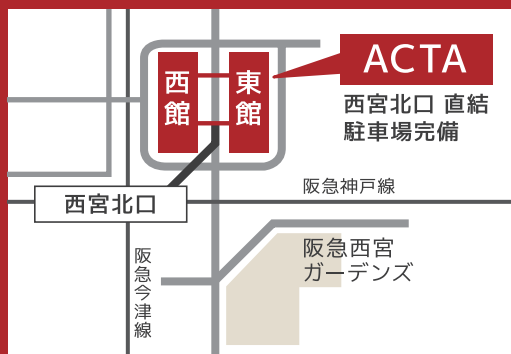 ACTA
西宮北口 直結
駐車場完備
西館
東館
阪急神戸線
西宮北口
阪急今津線
阪急西宮
ガーデンズ